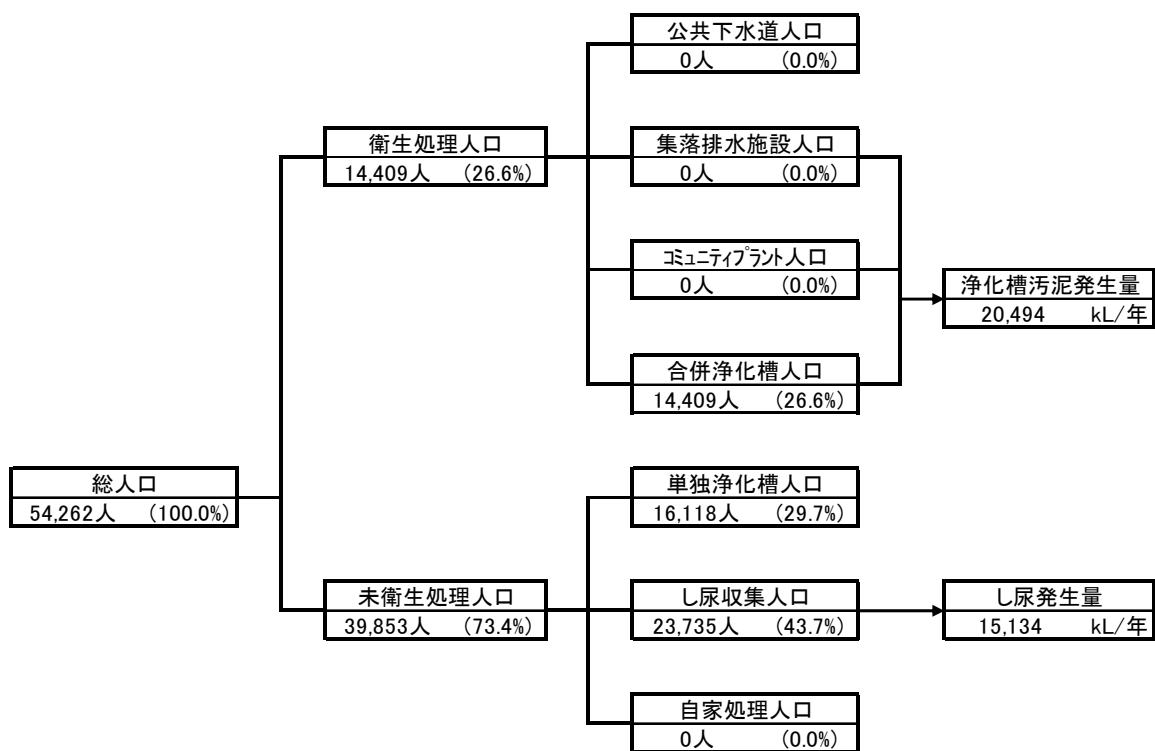 公共下水道人口
0人 (0.0%)
衛生処理人口
14,409人 (26.6%)
集落排水施設人口
0人 (0.0%)
コミュニティプラント人口
0人 (0.0%)
浄化槽汚泥発生量
20,494 kL/年
合併浄化槽人口
14,409人 (26.6%)
総人口
54,262人 (100.0%)
単独浄化槽人口
16,118人 (29.7%)
未衛生処理人口
39,853人 (73.4%)
し尿収集人口
23,735人 (43.7%)
し尿発生量
15,134 kL/年
自家処理人口
0人 (0.0%)